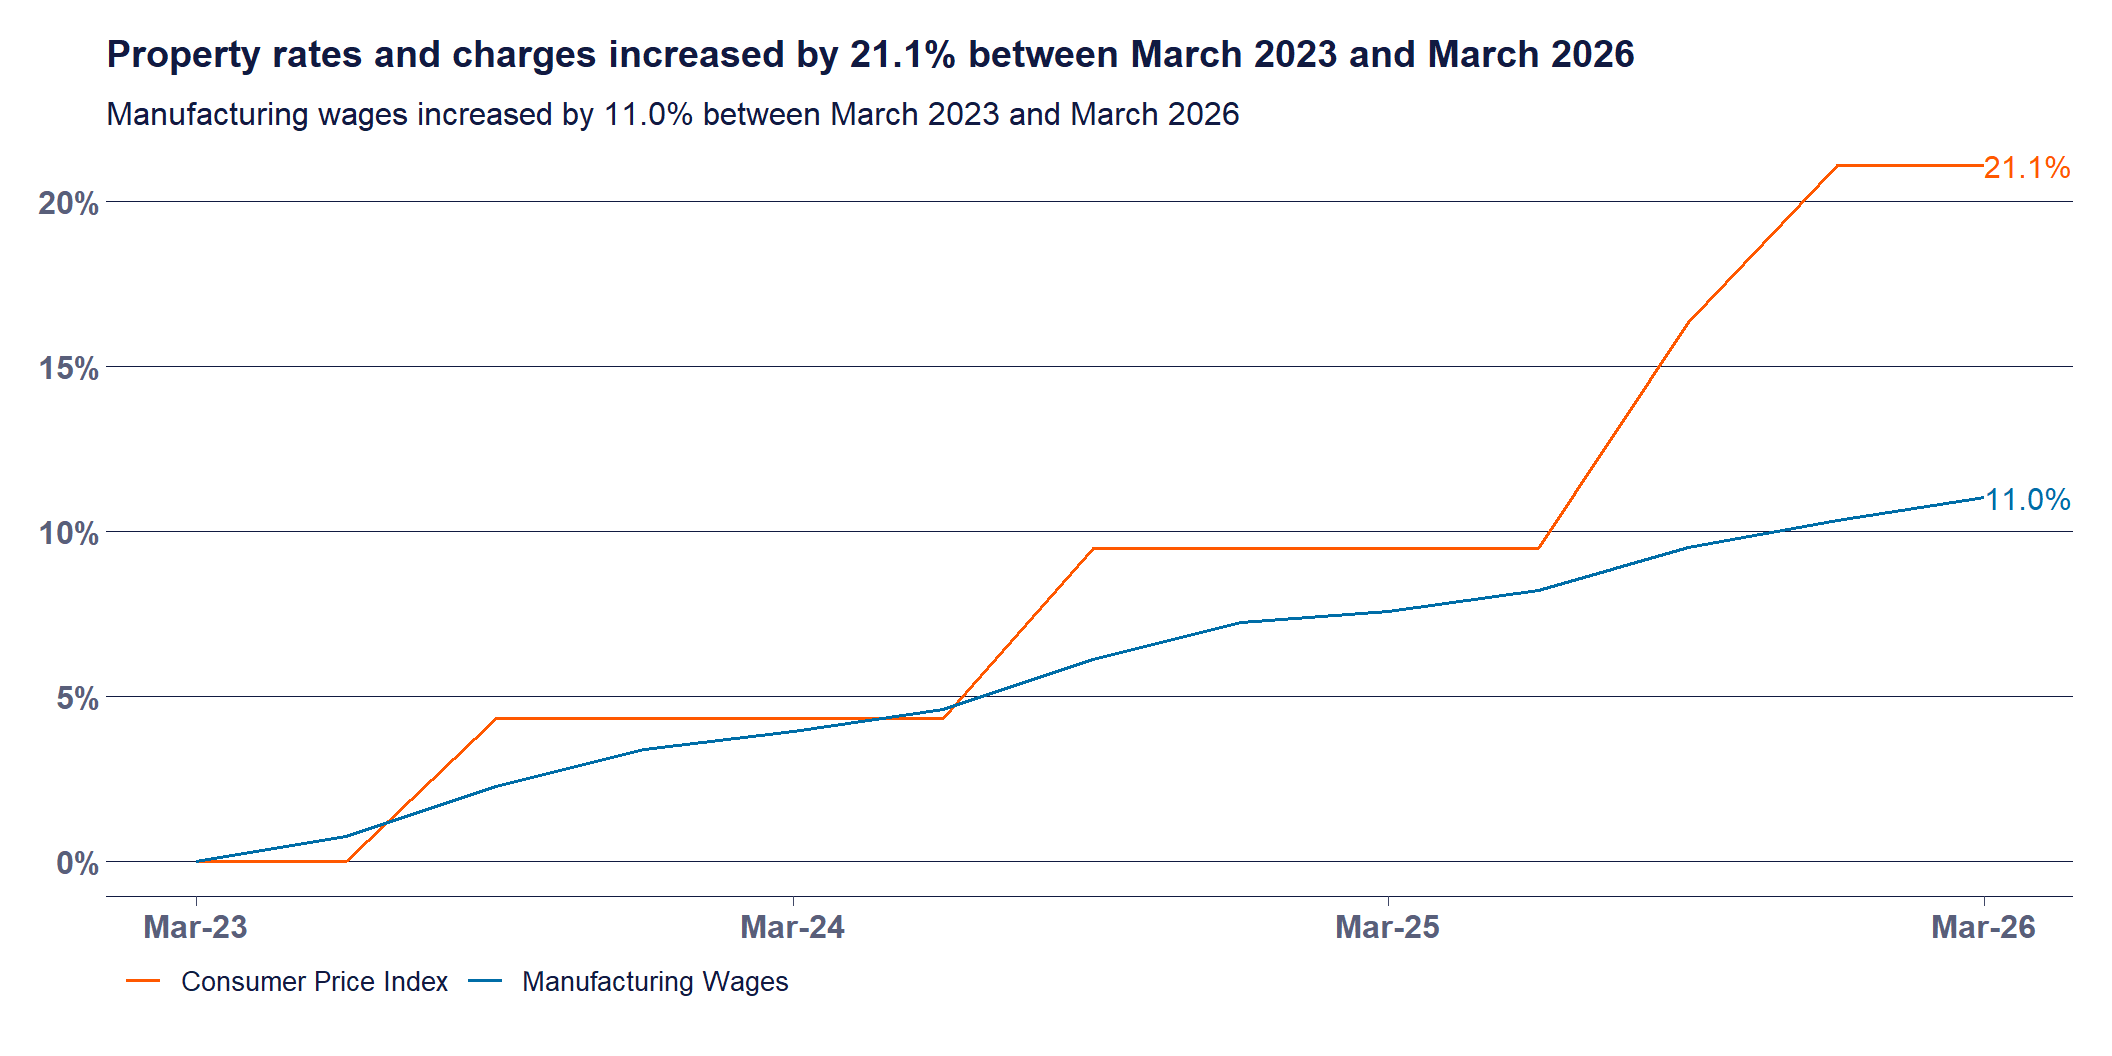 Property rates and charges increased by 21.1% between March 2023 and March 2026
Manufacturing wages increased by 11.0% between March 2023 and March 2026
21.1%
20%
15%
11.0%
10%
5%
0%
Mar-23 Mar-24 Mar-25 Mar-26
Consumer Price Index Manufacturing Wages